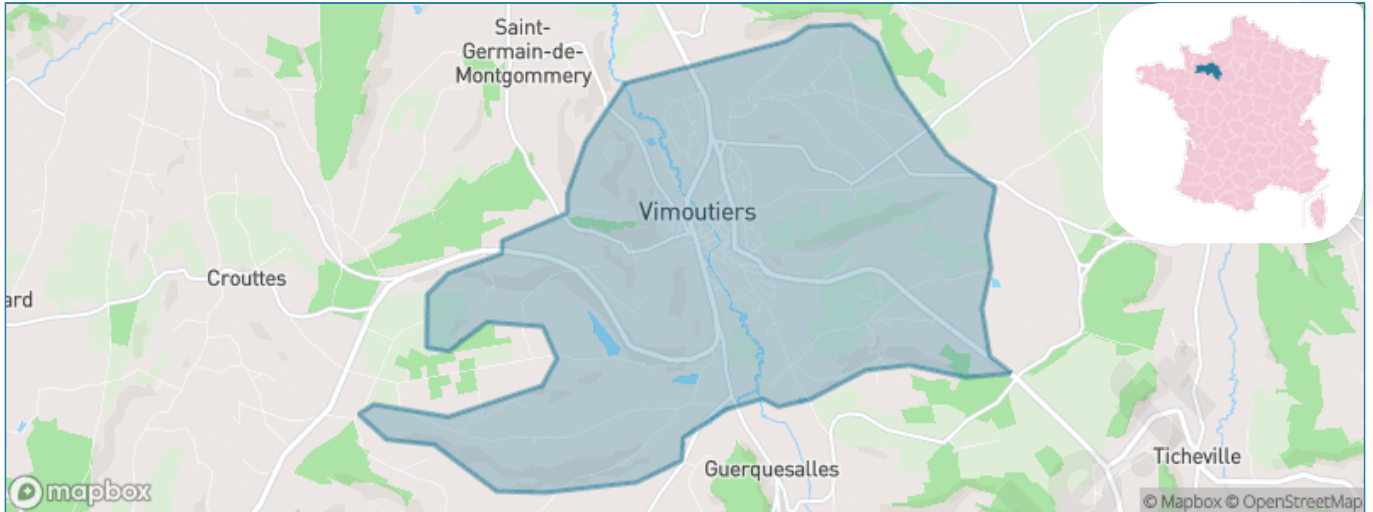 Saint-
Germain-de-
Montgommery
Vimoutiers
Crouttes
ard
Guerquesalles
Ticheville
mapbox
© Mapbox © OpenStreetMap